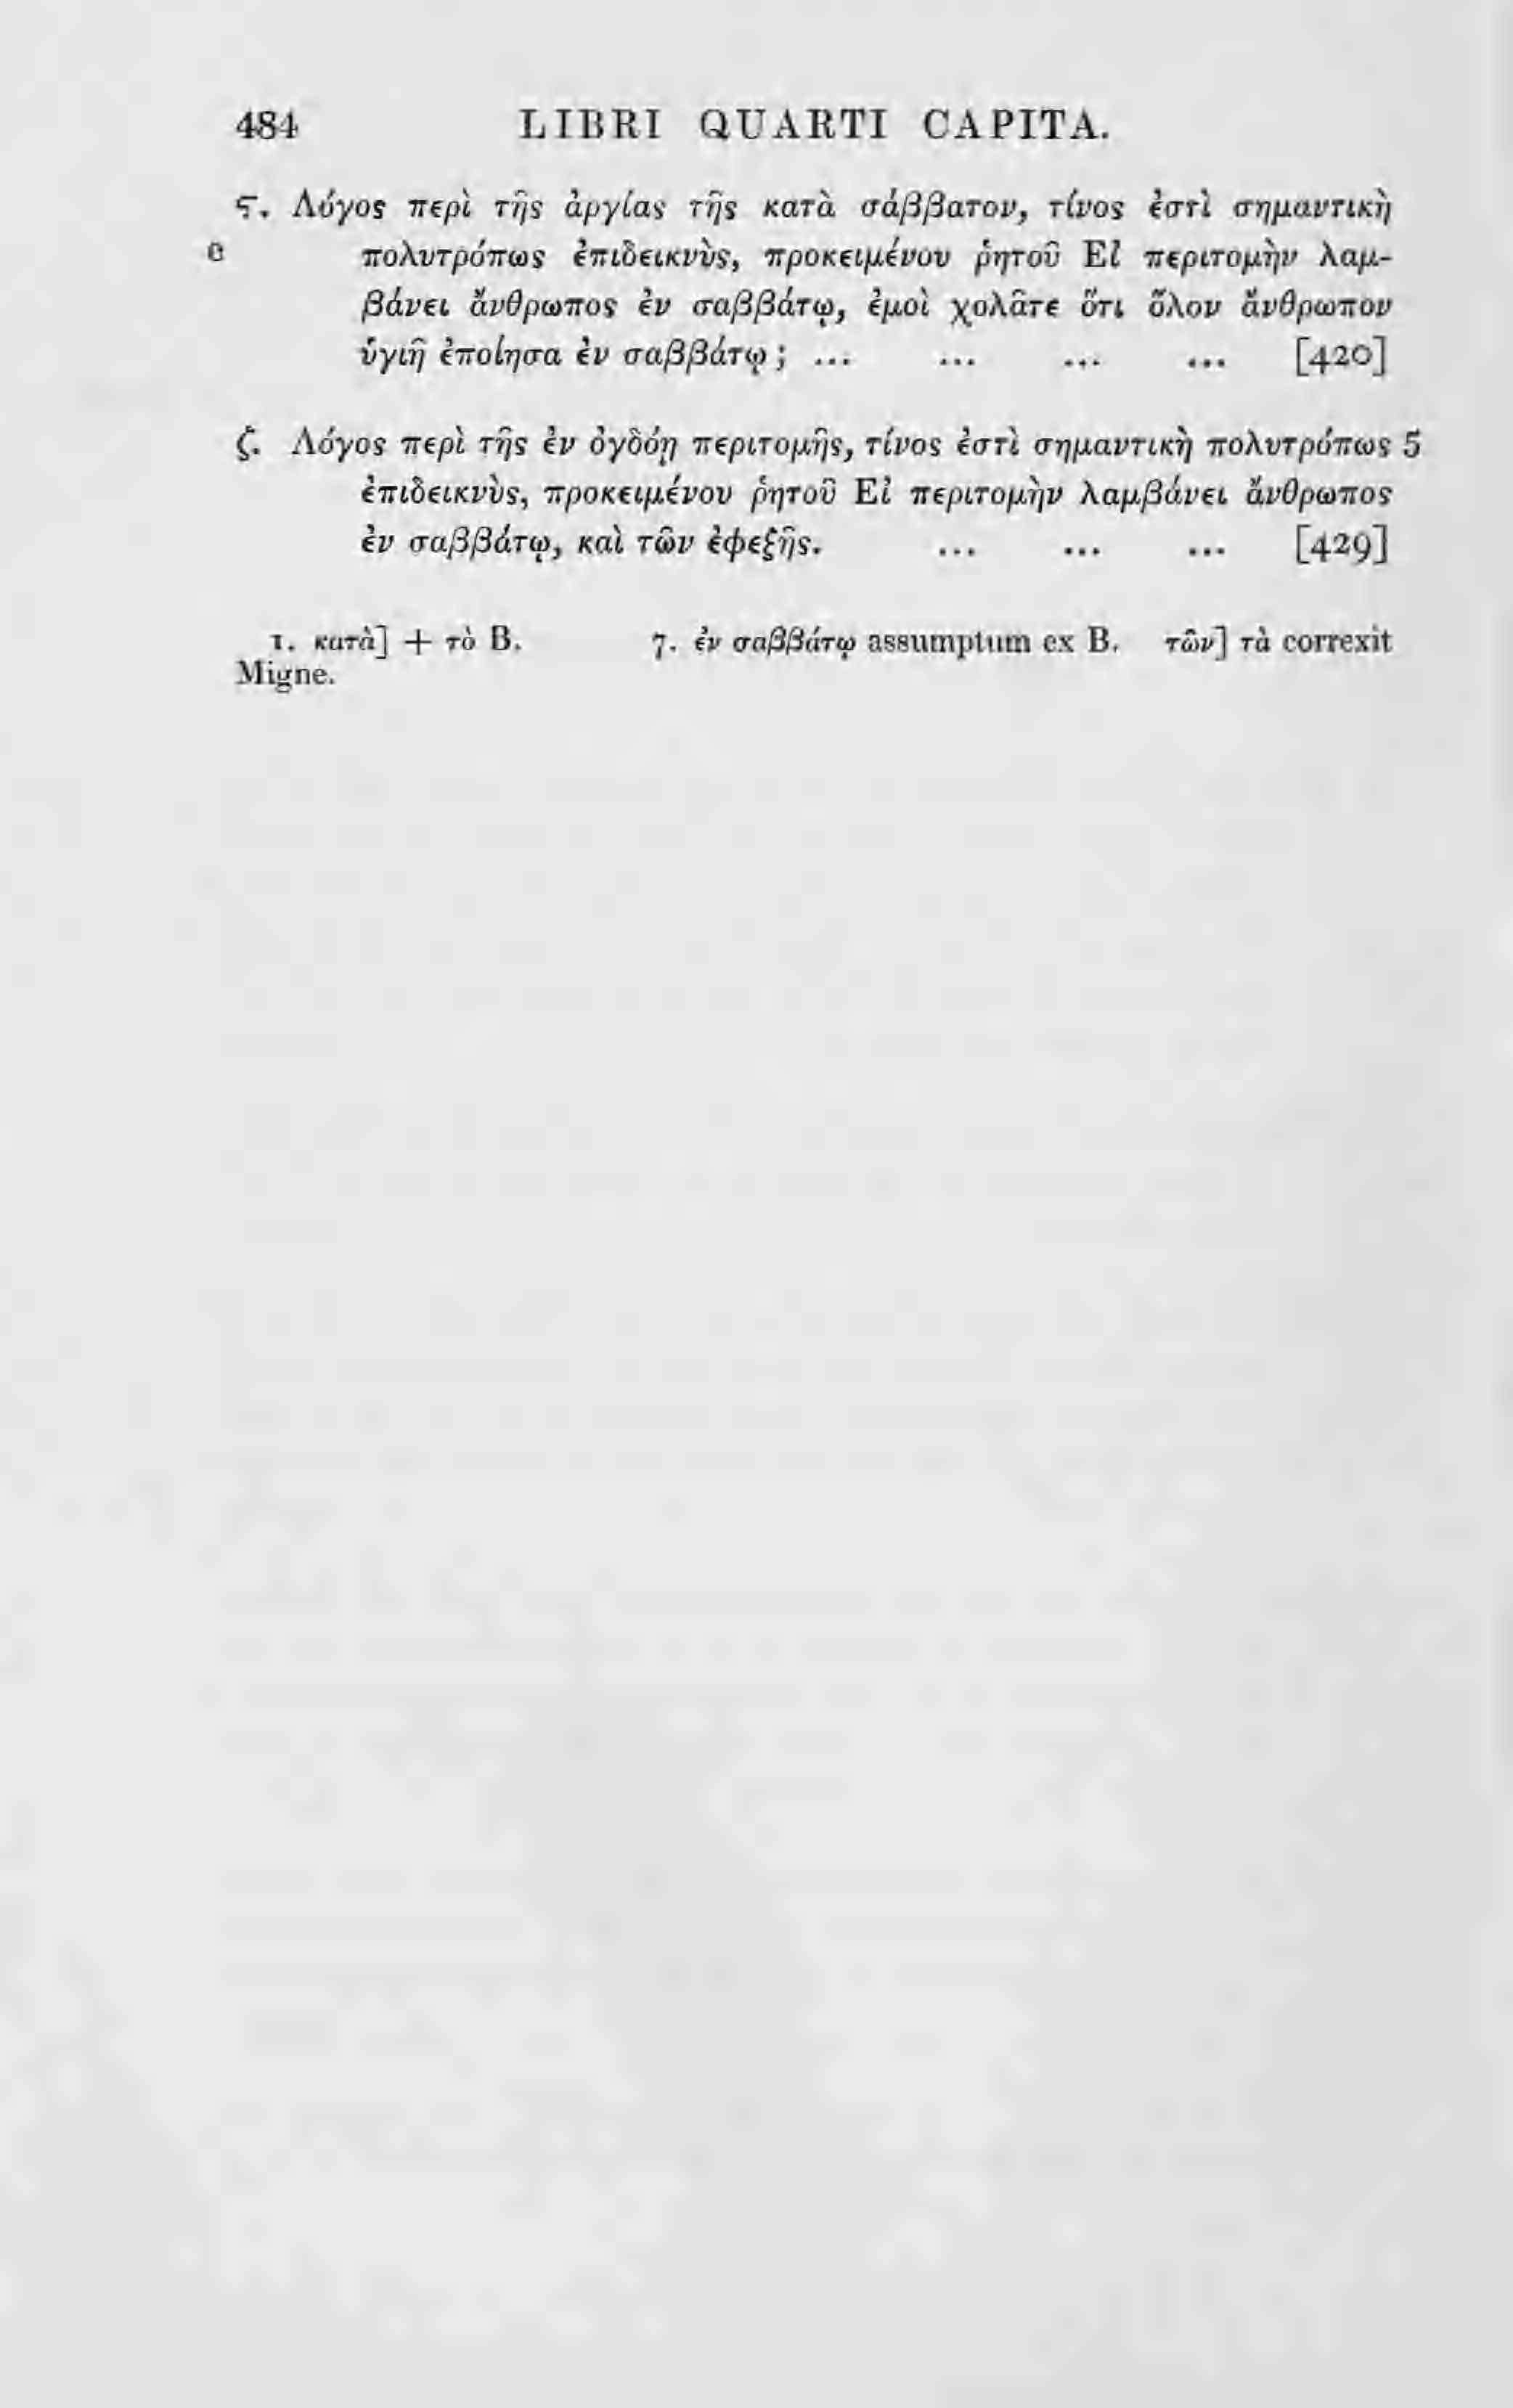 484 LIBRI QUARTI CAPITA.
ϛ. Λόγος περὶ τῆς ἀργίας τῆς κατὰ σάββατον, τίνος ἐστὶ σημαντικὴ
e πολυτρόπως ἐπιδεικνὺς, προκειμένου ῥητοῦ Εἰ περιτομὴν λαμ-
βάνει ἄνθρωπος ἐν σαββάτῳ, ἐμοὶ χολᾶτε ὅτι ὅλον ἄνθρωπον
ὑγιῆ ἐποίησα ἐν σαββάτῳ; ... ... ... ... [420]
ζ. Λόγος περὶ τῆς ἐν ὀγδόῃ περιτομῆς, τίνος ἐστὶ σημαντικὴ πολυτρόπως 5
ἐπιδεικνὺς, προκειμένου ῥητοῦ Εἰ περιτομὴν λαμβάνει ἄνθρωπος
ἐν σαββάτῳ, καὶ τῶν ἐφεξῆς. ... ... ... [429]
1. κατὰ] + τὸ B. 7. ἐν σαββάτῳ assumptum ex B. τῶν] τὰ correxit
Migne.